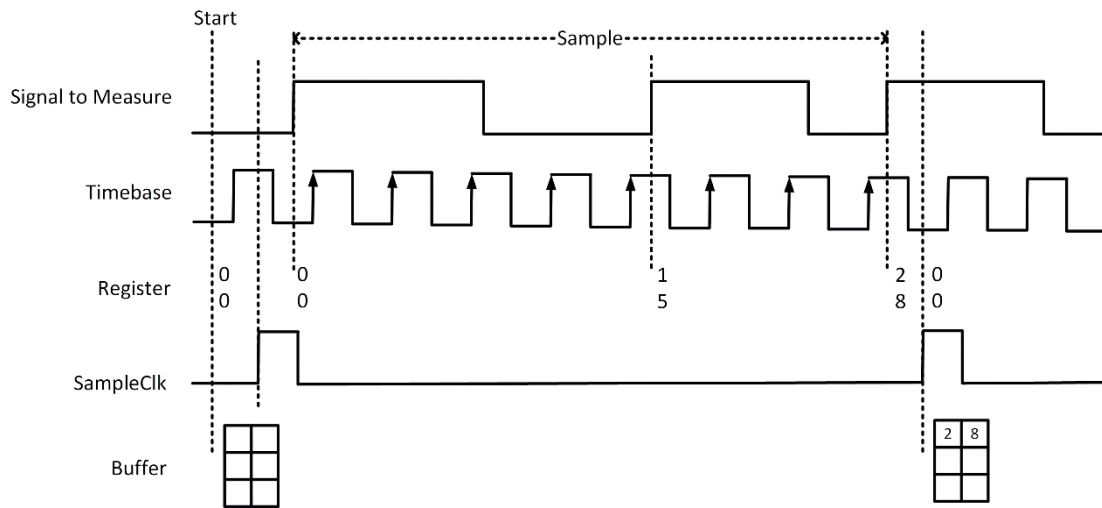 Start
Sample
Signal to Measure
Timebase
Register
0 0 1 2 0
0 0 5 8 0
SampleClk
Buffer
2 8